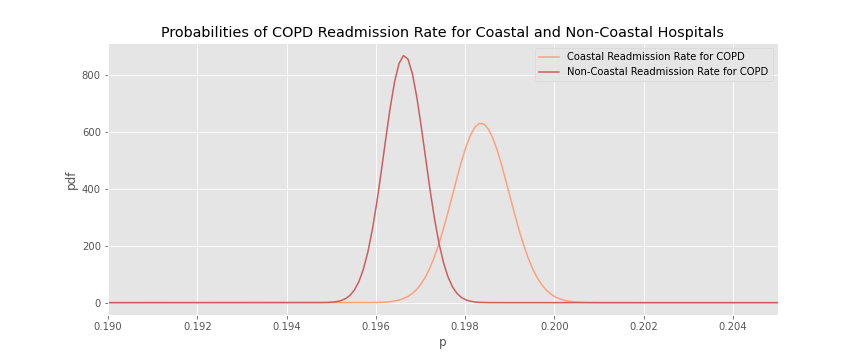 Probabilities of COPD Readmission Rate for Coastal and Non-Coastal Hospitals
Coastal Readmission Rate for COPD
Non-Coastal Readmission Rate for COPD
800
600
400
200
0
pdf
0.190 0.192 0.194 0.196 0.198 0.200 0.202 0.204
p